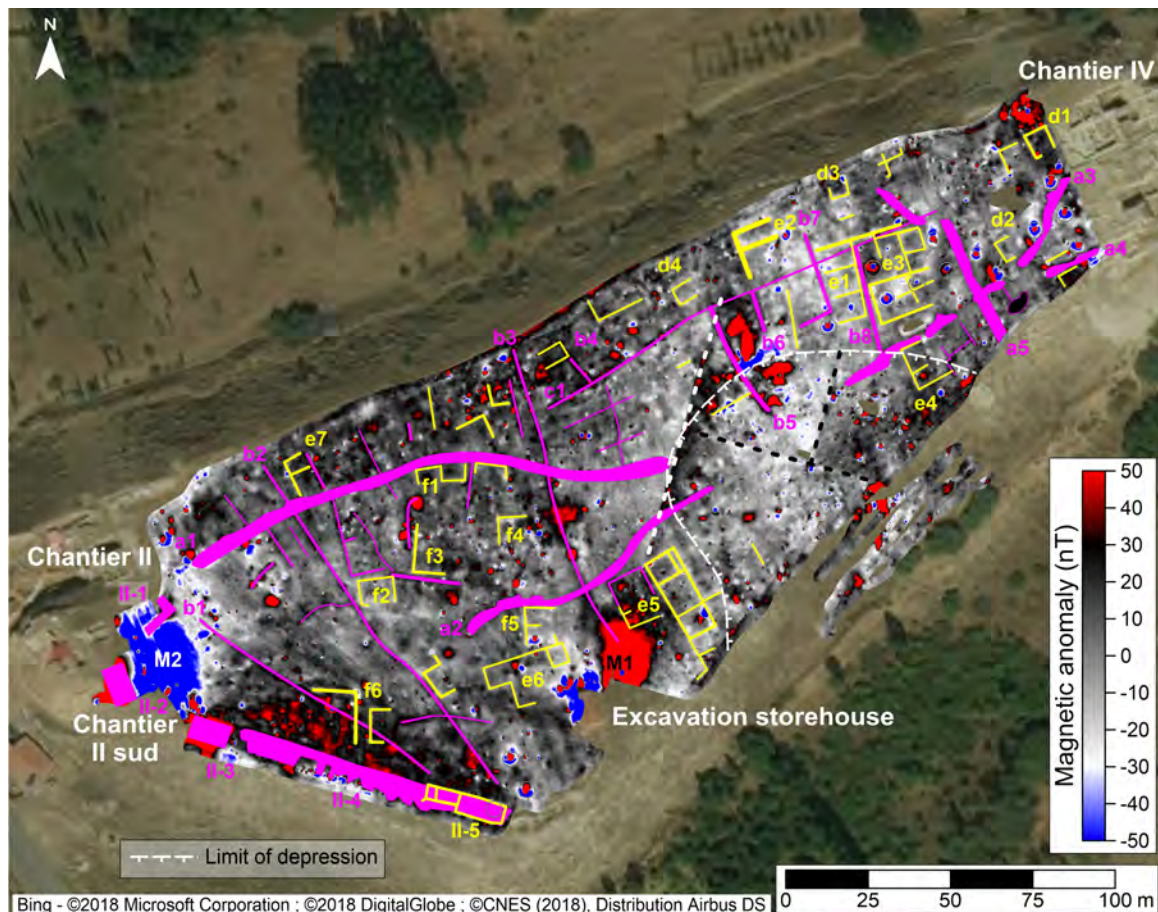 N
Chantier IV
d1
a3
d3
b7
e2
d2
a4
e3
d4
e1
b3
b4
b6
b8
a5
c1
b5
e4
e7
b2
f1
f4
f3
a1
Chantier II
II-1
b1
f2
a2
f5
e5
M2
M1
e6
II-2
f6
Chantier
II sud
Excavation storehouse
II-3
II-4
II-5
Limit of depression
Magnetic anomaly (nT)
50
40
30
20
10
0
-10
-20
-30
-40
-50
0 25 50 75 100 m
Bing - ©2018 Microsoft Corporation ; ©2018 DigitalGlobe ; ©CNES (2018), Distribution Airbus DS